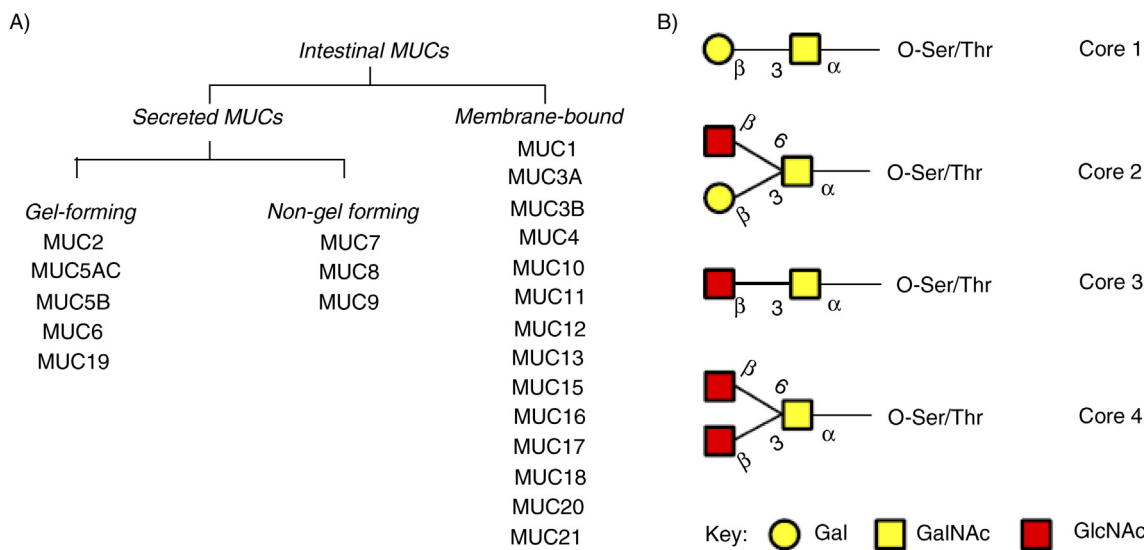 A)
Intestinal MUCs
Secreted MUCs
Membrane-bound
Gel-forming
MUC2
MUC5AC
MUC5B
MUC6
MUC19
Non-gel forming
MUC7
MUC8
MUC9
MUC1
MUC3A
MUC3B
MUC4
MUC10
MUC11
MUC12
MUC13
MUC15
MUC16
MUC17
MUC18
MUC20
MUC21
B)
β 3 α O-Ser/Thr Core 1
β 6
α O-Ser/Thr Core 2
β 3
β 3 α O-Ser/Thr Core 3
β 6
α O-Ser/Thr Core 4
β 3
Key: Gal GalNAc GlcNAc